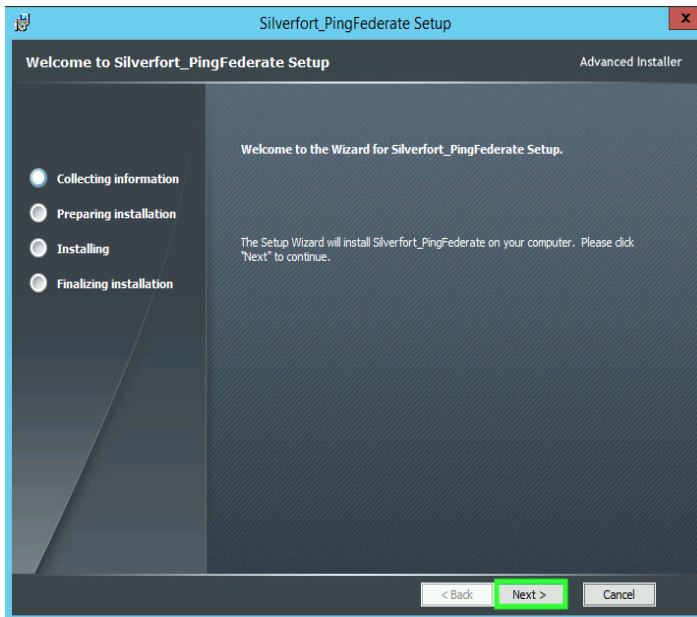 Silverfort_PingFederate Setup
x
Welcome to Silverfort_PingFederate Setup
Advanced Installer
Welcome to the Wizard for Silverfort_PingFederate Setup.
Collecting information
Preparing installation
Installing
Finalizing installation
The Setup Wizard will install Silverfort_PingFederate on your computer. Please click
"Next" to continue.
< Back
Next >
Cancel